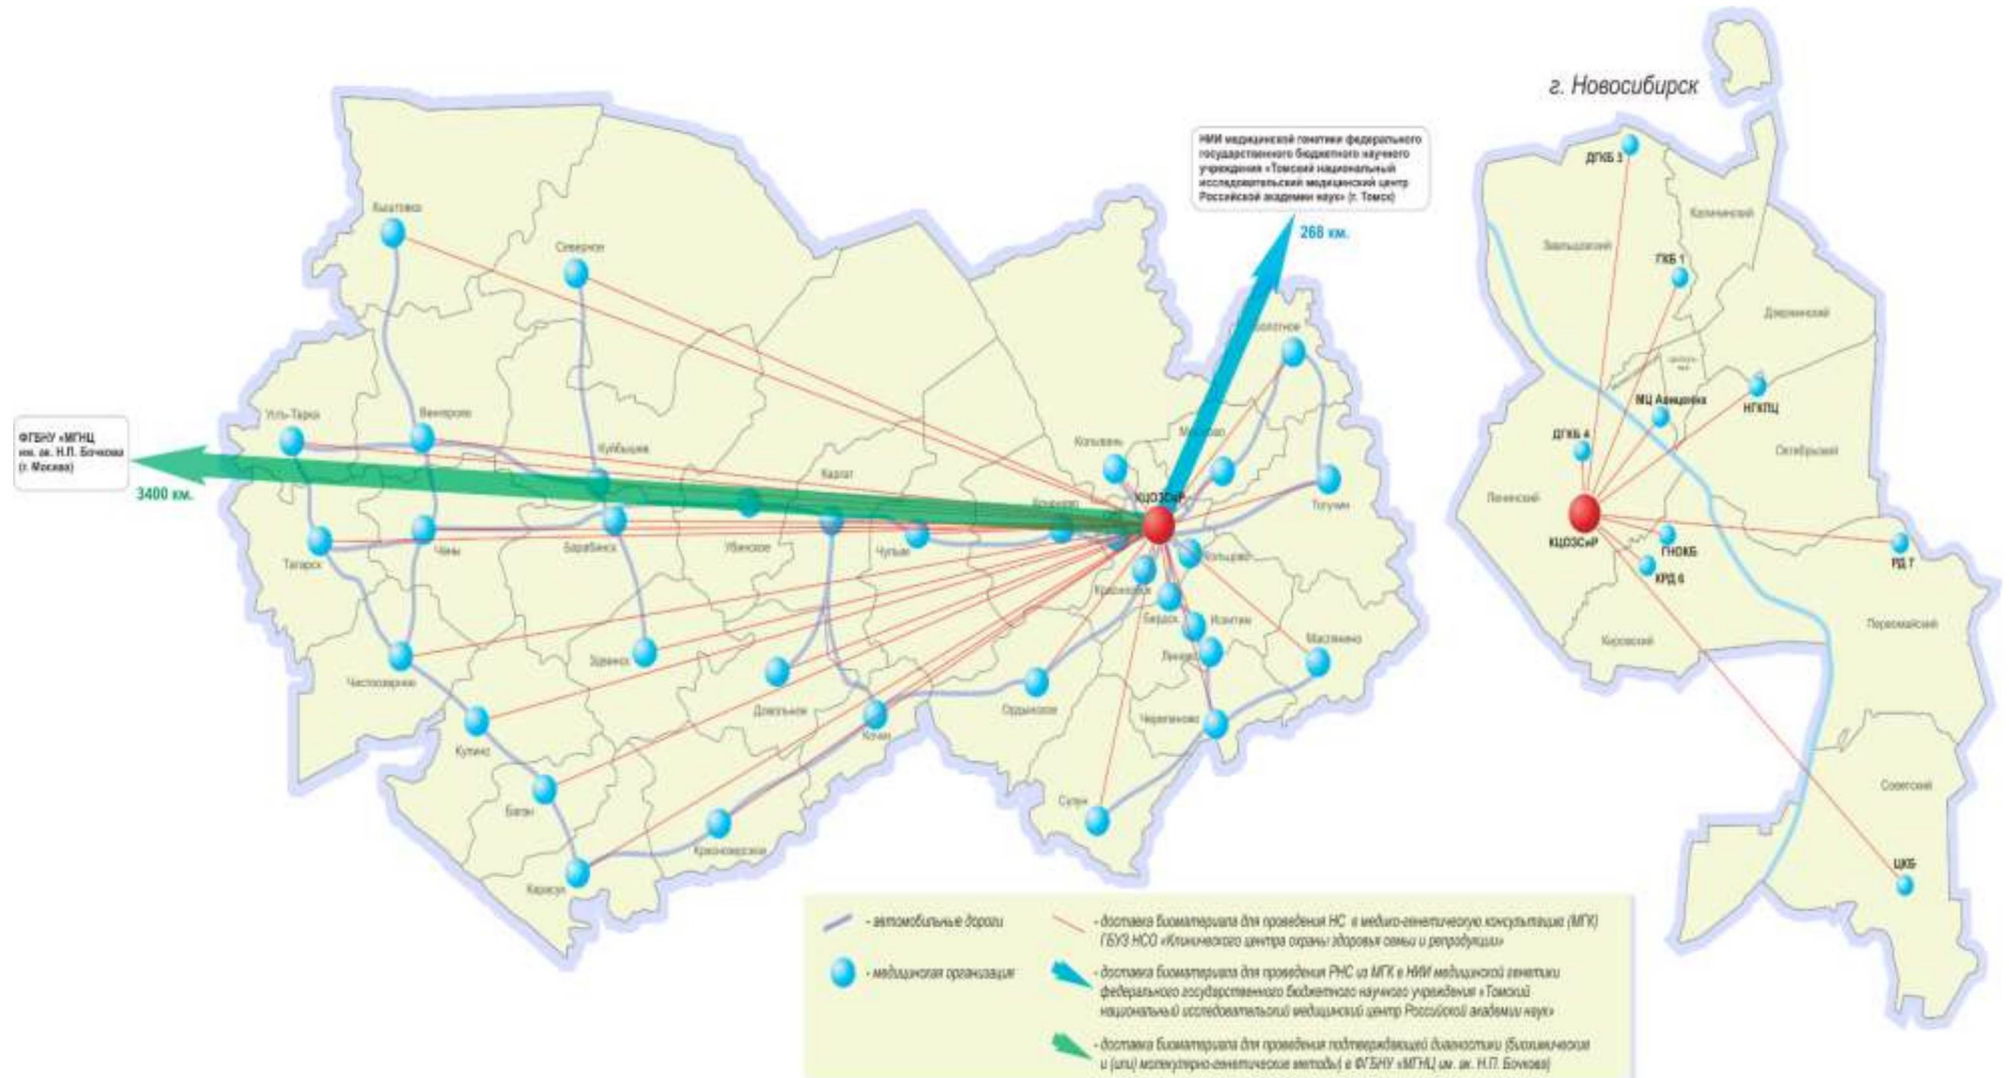 г. Новосибирск
НИИ медицинской генетики федерального
государственного бюджетного научного
учреждения «Томский национальный
исследовательский медицинский центр
Российской академии наук» (г. Томск)
268 км.
ФГБНУ «МГНЦ
им. ак. Н.П. Бочкова
(г. Москва)
3400 км.
Кыштовка
Северное
Усть-Тарка
Венгерово
Куйбышев
Каргат
Колывань
Мошково
Болотное
Тогучин
Коченево
КЦОЗСиР
Татарск
Чаны
Барабинск
Убинское
Чулым
Кольцово
Краснообск
Бердск
Искитим
Линево
Маслянино
Чистоозерное
Здвинск
Довольное
Кочки
Ордынское
Черепаново
Купино
Баган
Карасук
Краснозерское
Сузун
ДГКБ 3
Калининский
Заельцовский
ГКБ 1
Дзержинский
МЦ Авиценна
НГКПЦ
ДГКБ 4
Октябрьский
Ленинский
КЦОЗСиР
ГНОКБ
КРД 6
РД 7
Первомайский
Кировский
Советский
ЦКБ
- автомобильные дороги
- медицинская организация
- доставка биоматериала для проведения НС в медико-генетическую консультацию (МГК)
ГБУЗ НСО «Клинического центра охраны здоровья семьи и репродукции»
- доставка биоматериала для проведения РНС из МГК в НИИ медицинской генетики
федерального государственного бюджетного научного учреждения «Томский
национальный исследовательский медицинский центр Российской академии наук»
- доставка биоматериала для проведения подтверждающей диагностики (биохимические
и (или) молекулярно-генетические методы) в ФГБНУ «МГНЦ им. ак. Н.П. Бочкова)